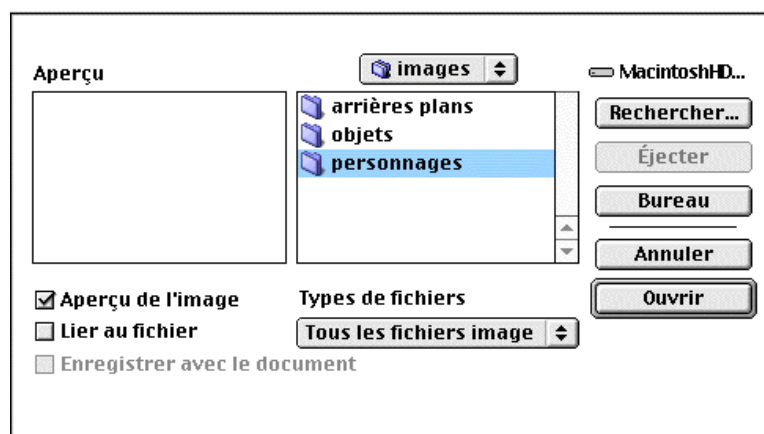 Aperçu
images
MacintoshHD...
arrières plans
objets
personnages
Rechercher...
Éjecter
Bureau
Annuler
Ouvrir
Aperçu de l'image
Lier au fichier
Enregistrer avec le document
Types de fichiers
Tous les fichiers image